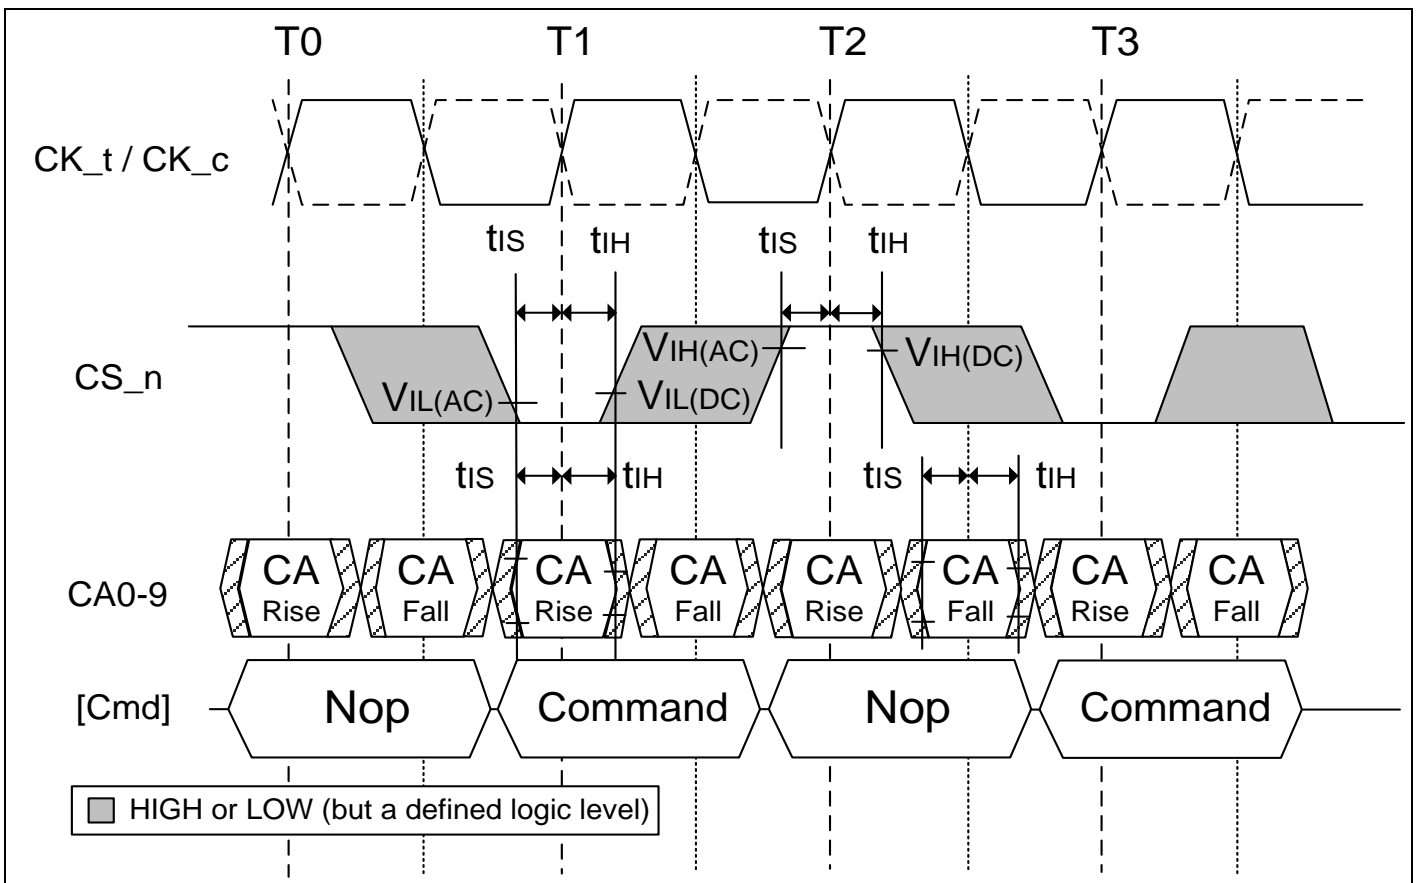 T0 T1 T2 T3
CK_t / CK_c
tIS tIH tIS tIH
CS_n
VIH(AC) VIH(DC)
VIL(AC) VIL(DC)
tIS tIH tIS tIH
CA0-9
CA CA CA CA CA CA CA CA
Rise Fall Rise Fall Rise Fall Rise Fall
[Cmd] Nop Command Nop Command
HIGH or LOW (but a defined logic level)